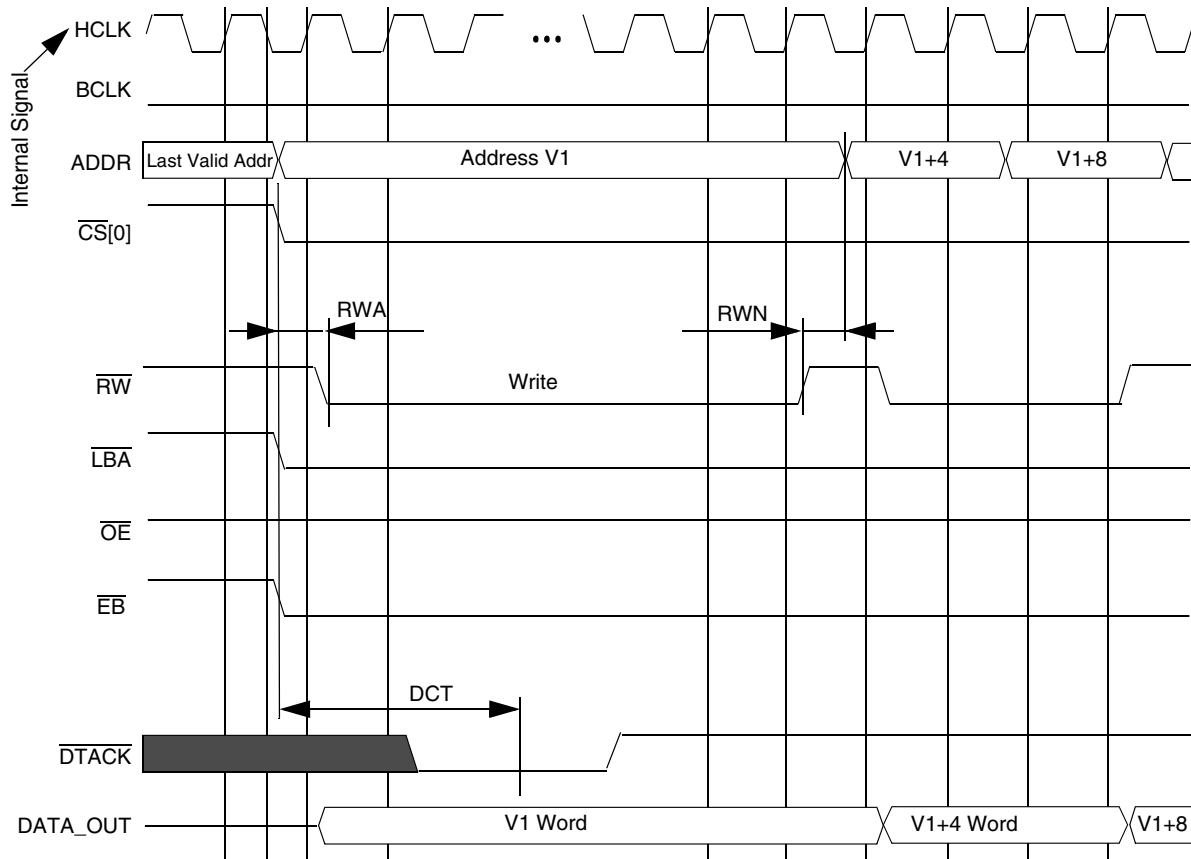 HCLK
...
Internal Signal
BCLK
ADDR
Last Valid Addr
Address V1
V1+4
V1+8
CS[0]
RWA
RWN
RW
Write
LBA
OE
EB
DCT
DTACK
DATA_OUT
V1 Word
V1+4 Word
V1+8